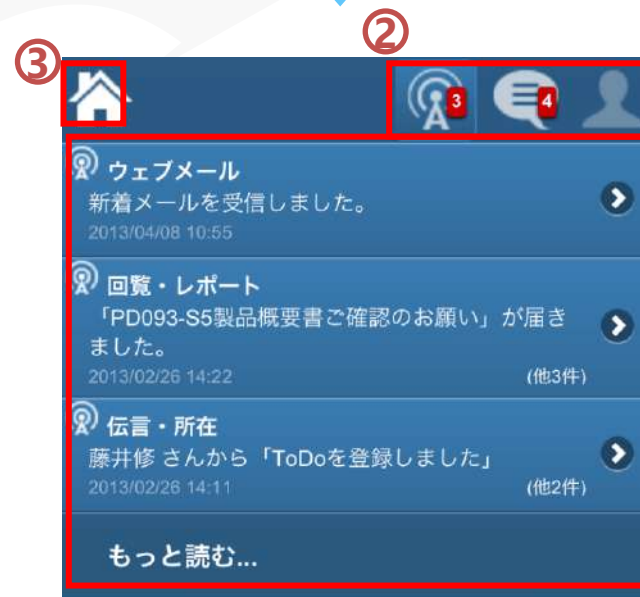 ②
③
3
4
ウェブメール
新着メールを受信しました。
2013/04/08 10:55
回覧・レポート
「PD093-S5製品概要書ご確認のお願い」が届き
ました。
2013/02/26 14:22
(他3件)
伝言・所在
藤井修 さんから「ToDoを登録しました」
2013/02/26 14:11
(他2件)
もっと読む...